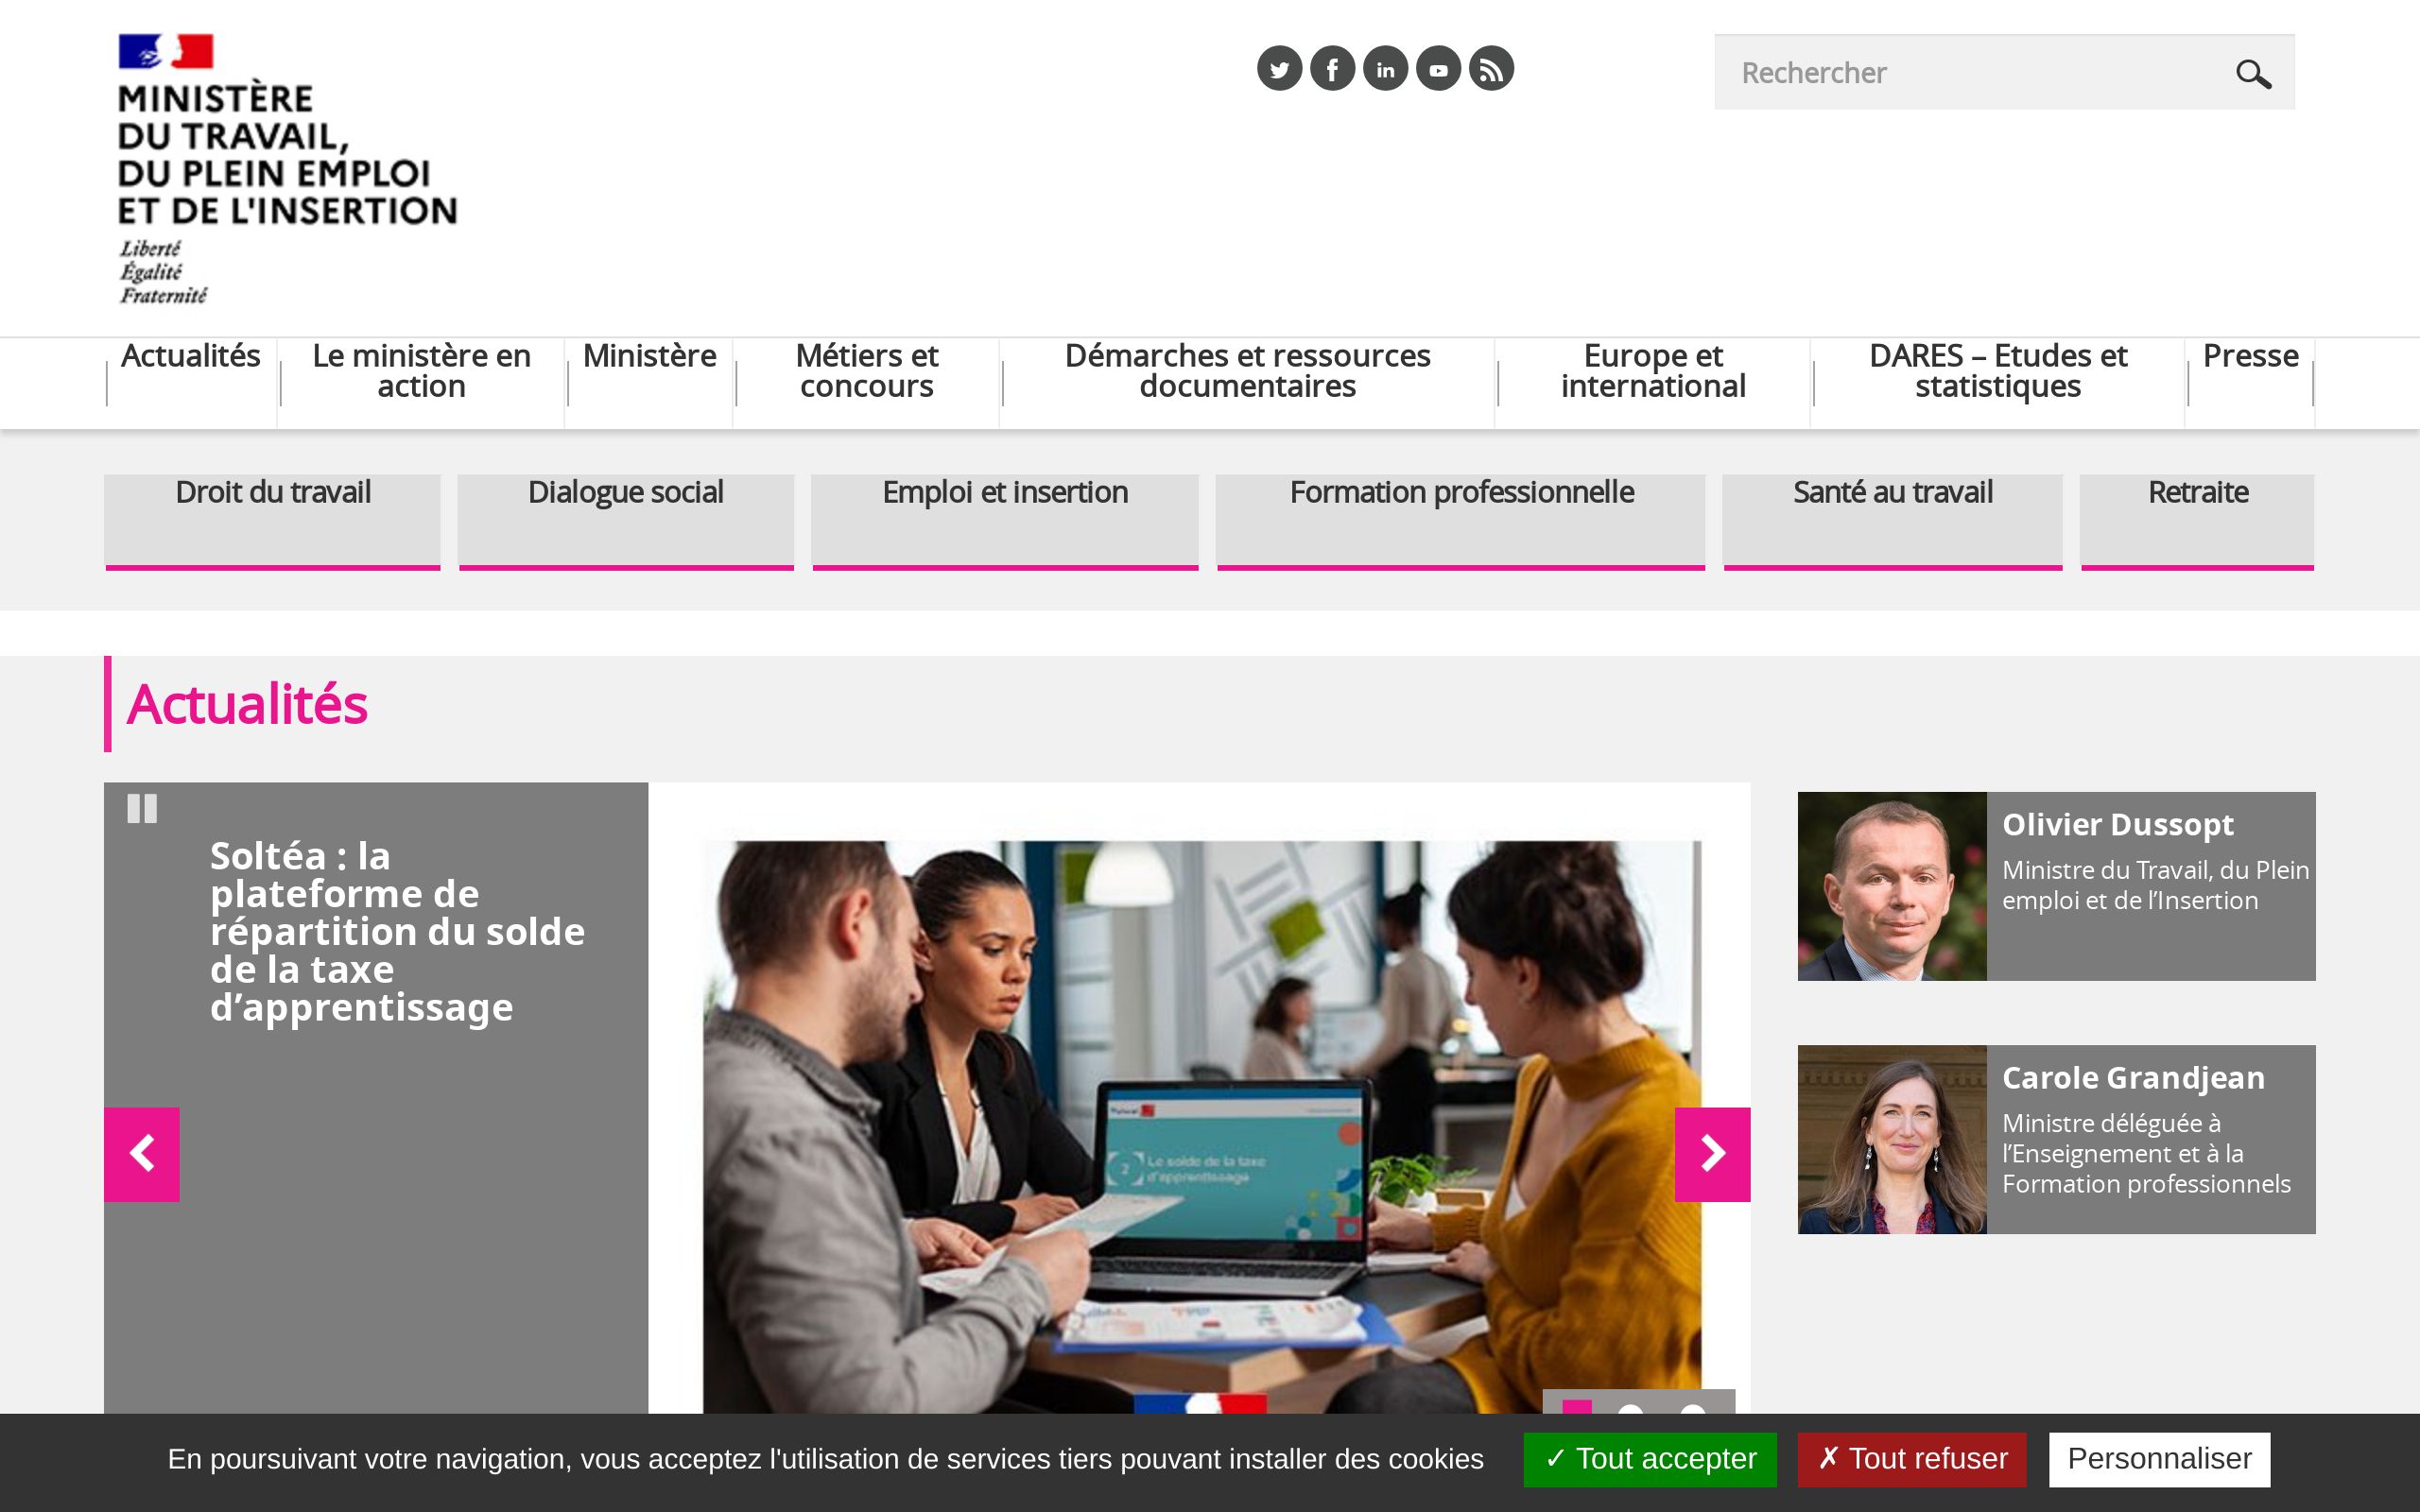 MINISTÈRE
DU TRAVAIL,
DU PLEIN EMPLOI
ET DE L'INSERTION
Liberté
Égalité
Fraternité
Rechercher
Actualités
Le ministère en
action
Ministère
Métiers et
concours
Démarches et ressources
documentaires
Europe et
international
DARES – Etudes et
statistiques
Presse
Droit du travail
Dialogue social
Emploi et insertion
Formation professionnelle
Santé au travail
Retraite
Actualités
Soltéa : la
plateforme de
répartition du solde
de la taxe
d’apprentissage
2
Le solde de la taxe
d'apprentissage
Olivier Dussopt
Ministre du Travail, du Plein
emploi et de l’Insertion
Carole Grandjean
Ministre déléguée à
l’Enseignement et à la
Formation professionnels
En poursuivant votre navigation, vous acceptez l'utilisation de services tiers pouvant installer des cookies
✓ Tout accepter
✗ Tout refuser
Personnaliser